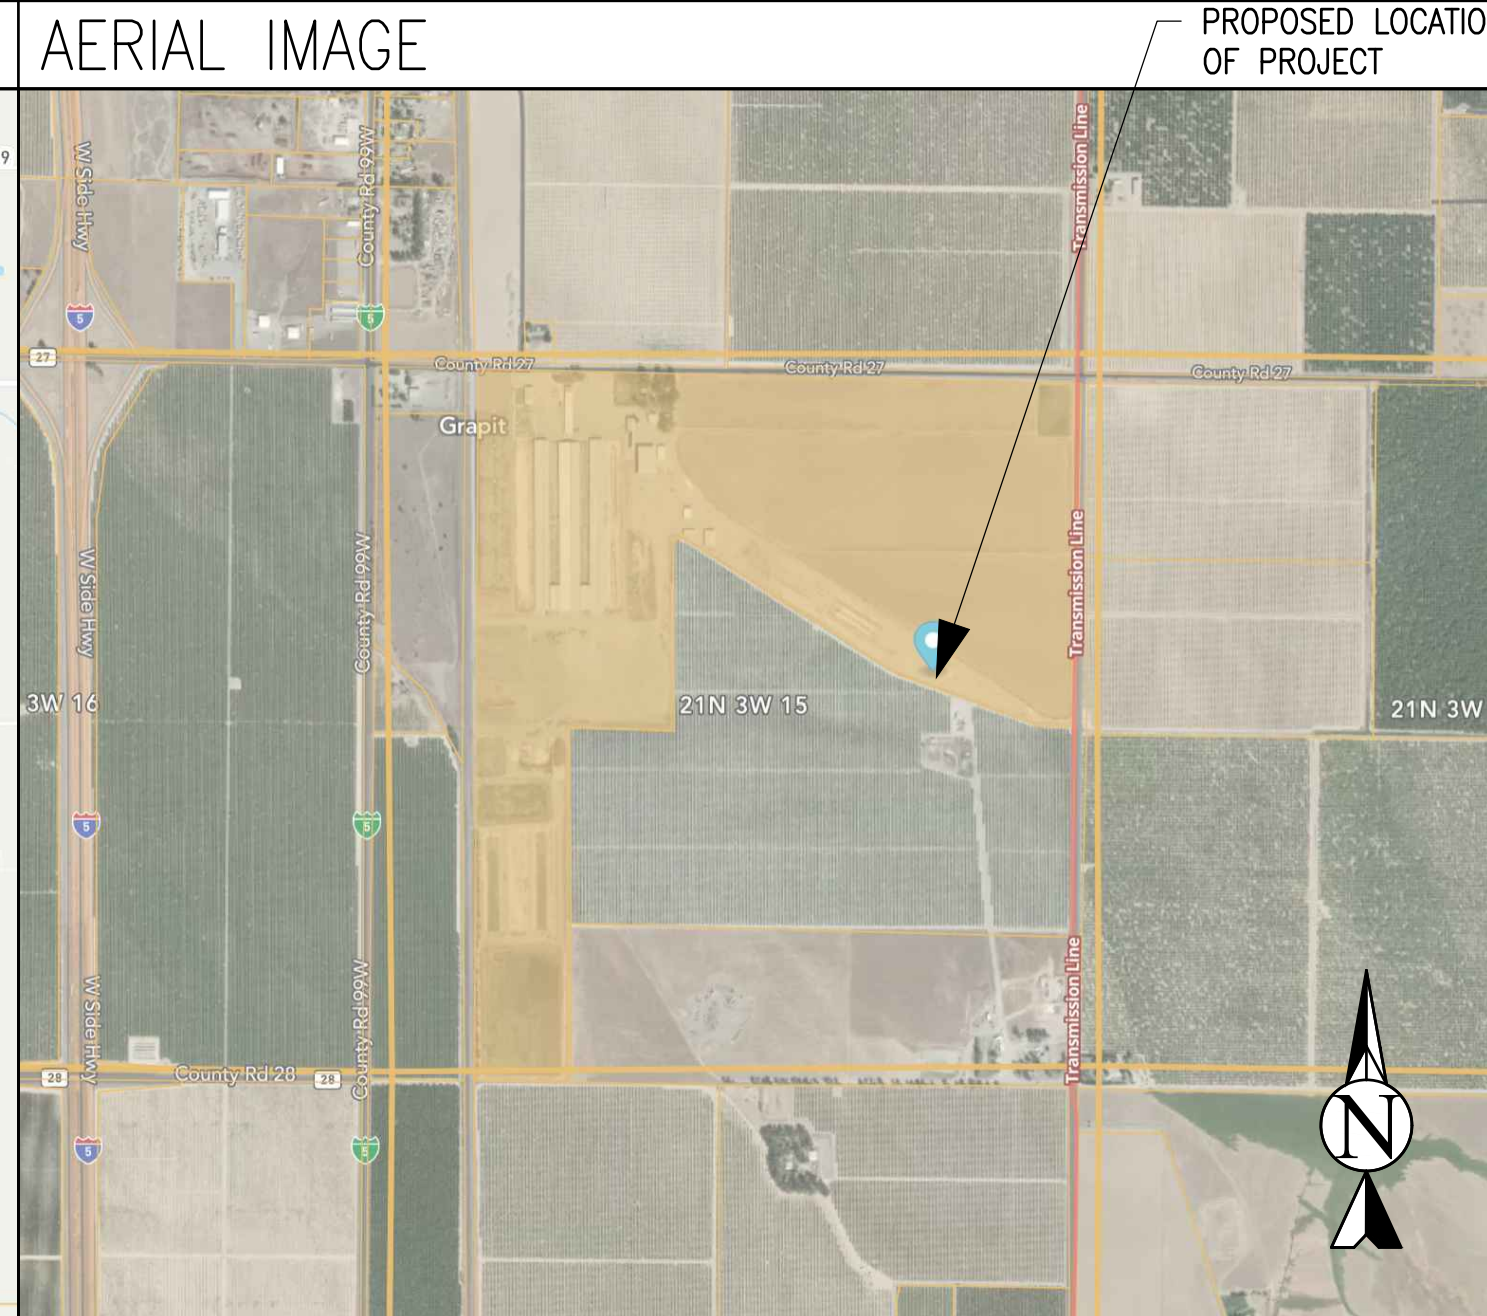 AERIAL IMAGE
PROPOSED LOCATIO
OF PROJECT
9
W Side Hwy
County Rd 99W
Transmission Line
5
5
27
County Rd 27
County Rd 27
County Rd 27
Grapit
W Side Hwy
County Rd 99W
Transmission Line
3W 16
21N 3W 15
21N 3W
5
5
W Side Hwy
County Rd 99W
Transmission Line
28
County Rd 28
28
N
5
5